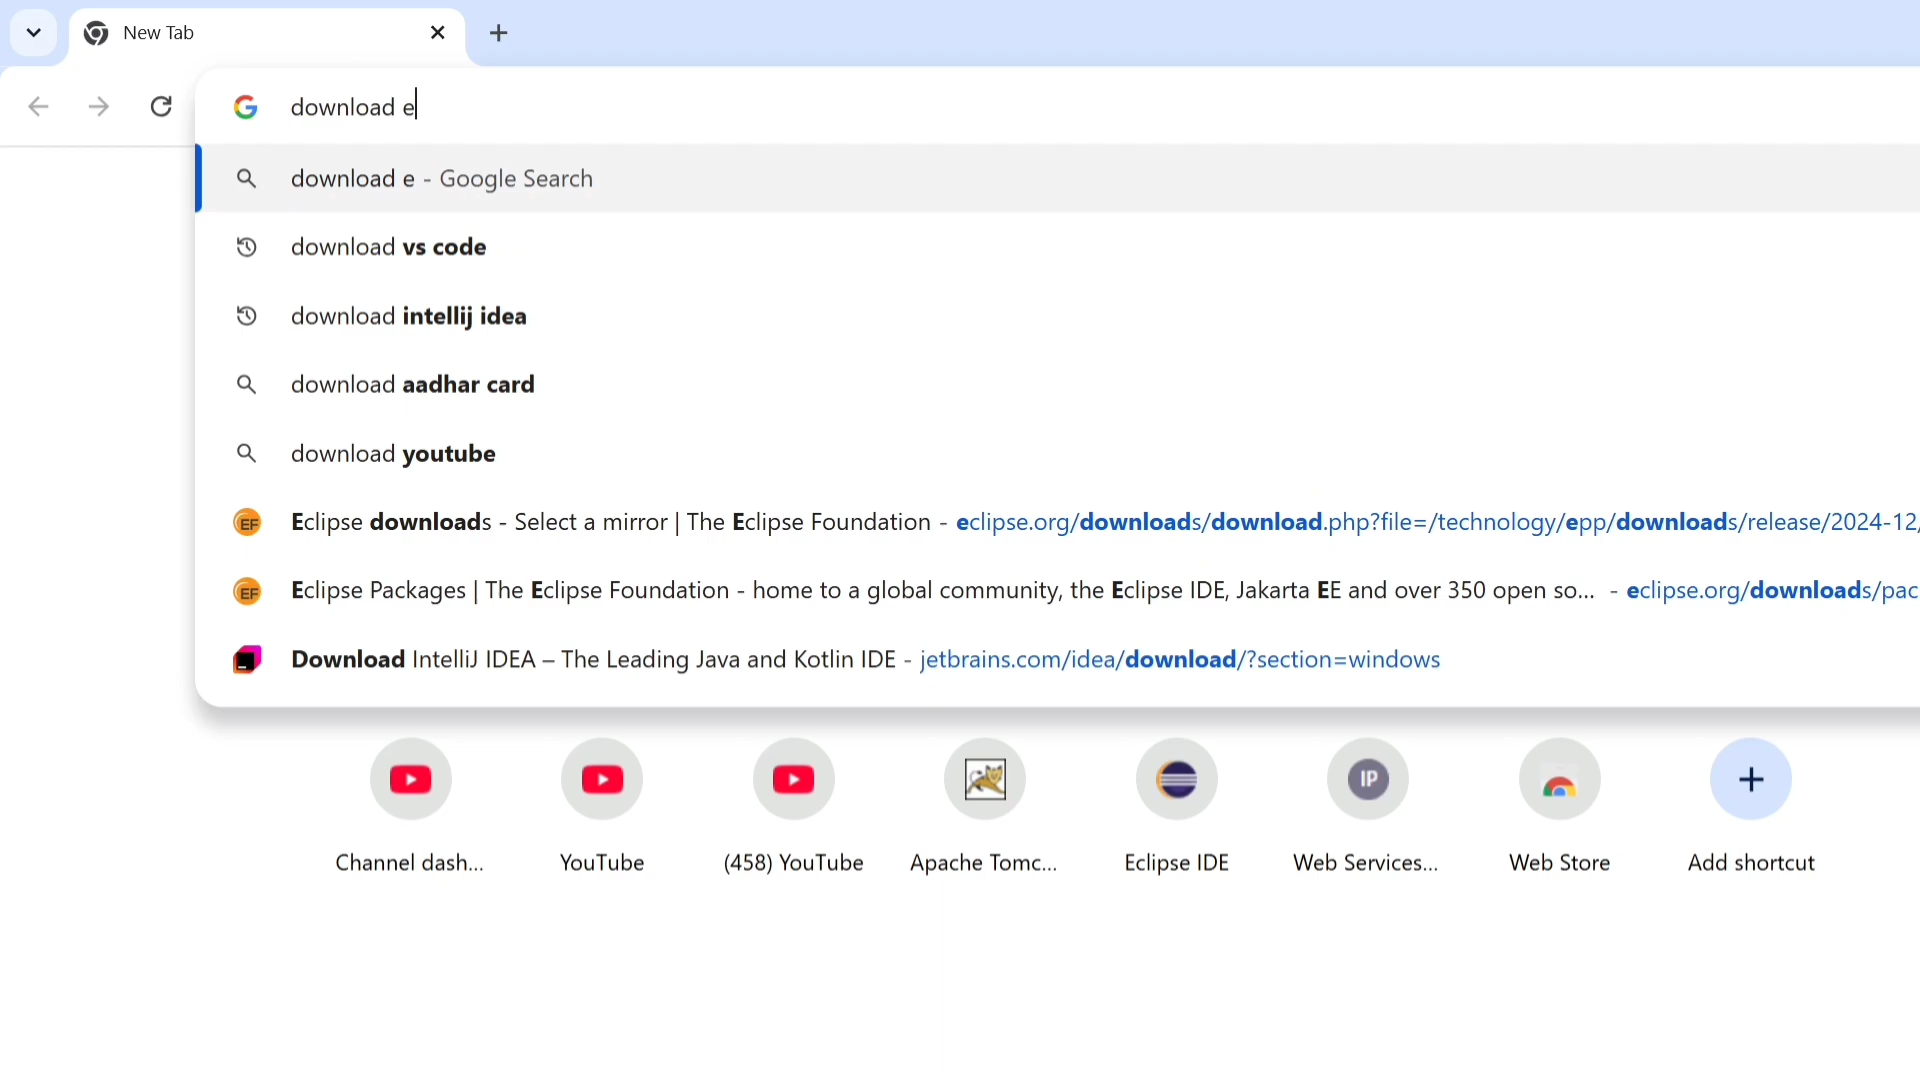 New Tab
download e
download e - Google Search
download vs code
download intellij idea
download aadhar card
download youtube
EF Eclipse downloads - Select a mirror | The Eclipse Foundation - eclipse.org/downloads/download.php?file=/technology/epp/downloads/release/2024-12/
EF Eclipse Packages | The Eclipse Foundation - home to a global community, the Eclipse IDE, Jakarta EE and over 350 open so... - eclipse.org/downloads/pac
Download IntelliJ IDEA – The Leading Java and Kotlin IDE - jetbrains.com/idea/download/?section=windows
IP
Channel dash... YouTube (458) YouTube Apache Tomc... Eclipse IDE Web Services... Web Store Add shortcut